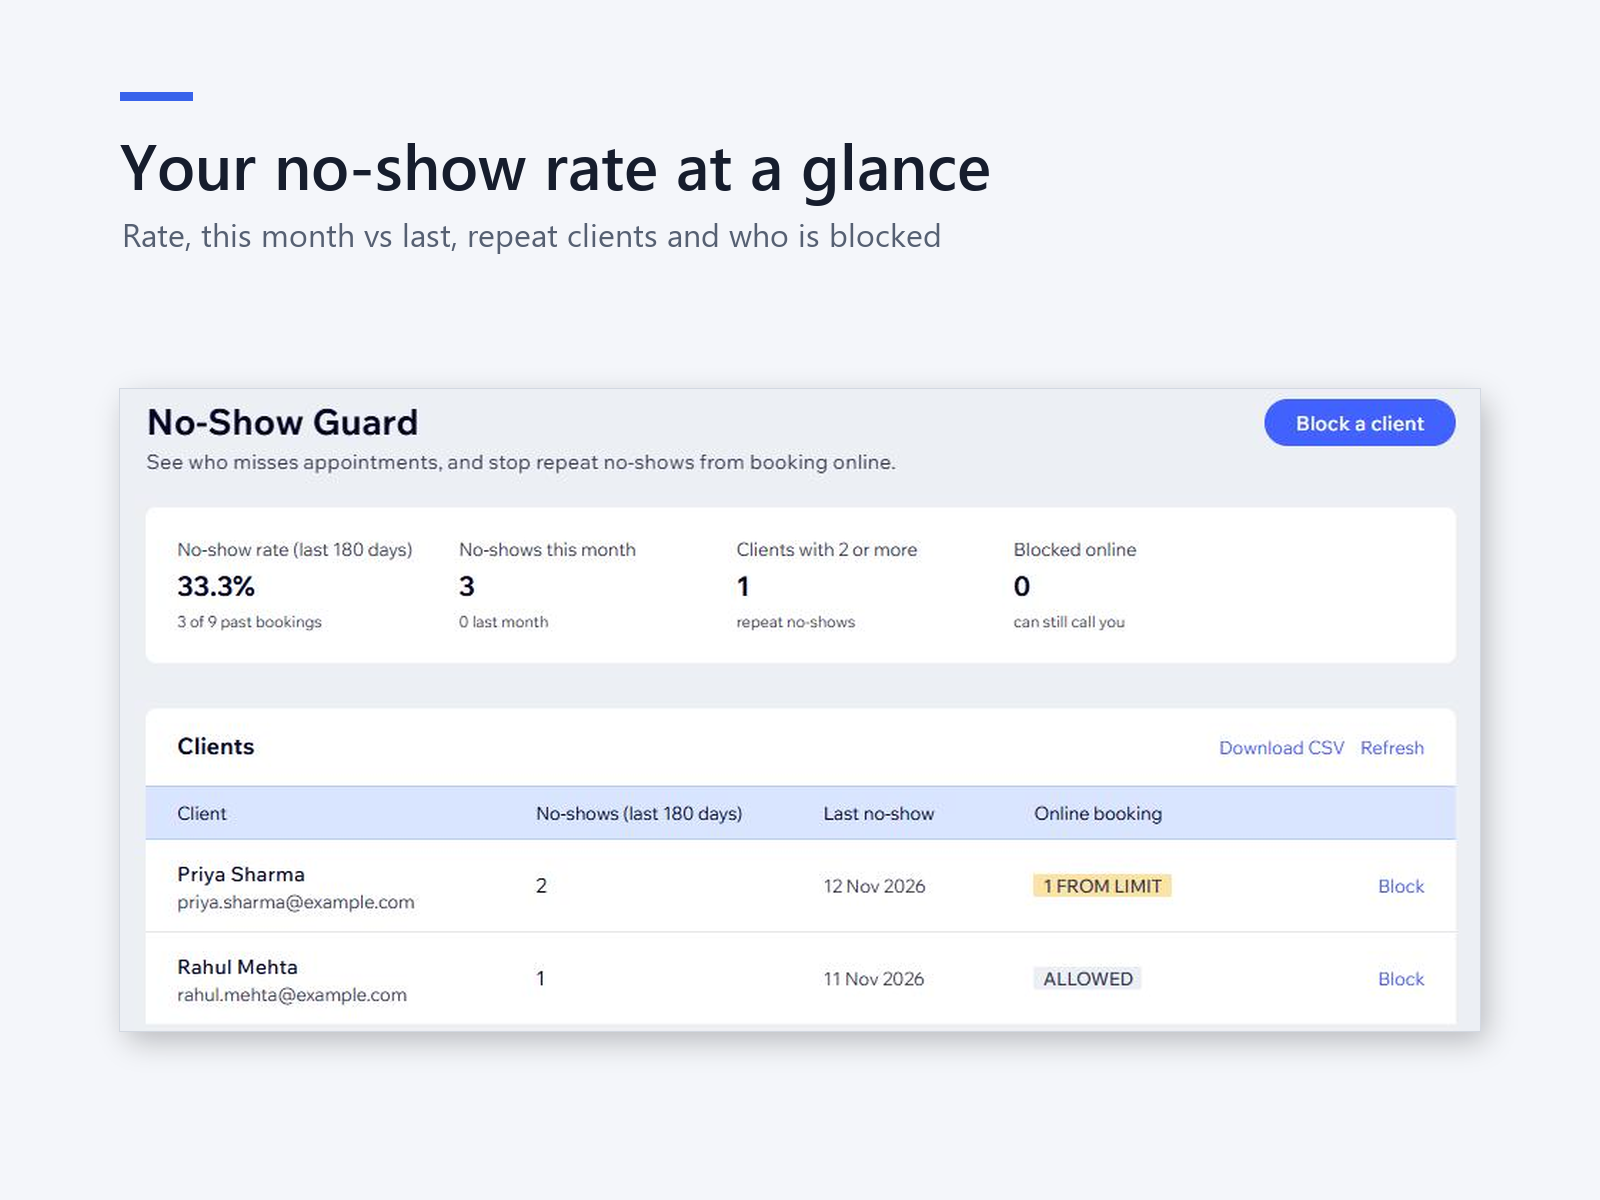 Your no-show rate at a glance
Rate, this month vs last, repeat clients and who is blocked
No-Show Guard
Block a client
See who misses appointments, and stop repeat no-shows from booking online.
No-show rate (last 180 days)
33.3%
3 of 9 past bookings
No-shows this month
3
0 last month
Clients with 2 or more
1
repeat no-shows
Blocked online
0
can still call you
Clients
Download CSV Refresh
Client No-shows (last 180 days) Last no-show Online booking
Priya Sharma
priya.sharma@example.com
2 12 Nov 2026 1 FROM LIMIT Block
Rahul Mehta
rahul.mehta@example.com
1 11 Nov 2026 ALLOWED Block